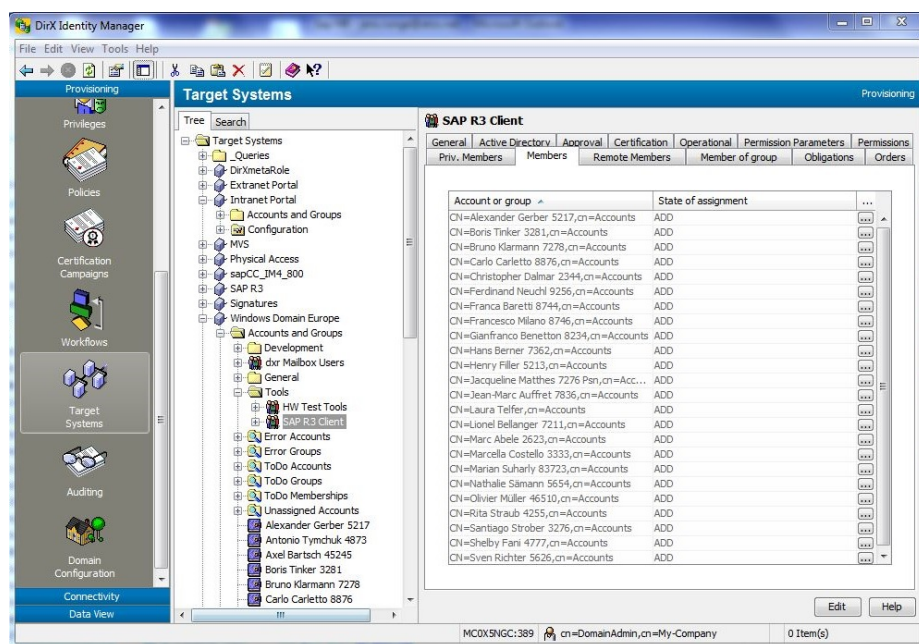 DirX Identity Manager
File Edit View Tools Help
Provisioning
Privileges
Policies
Certification
Campaigns
Workflows
Target
Systems
Auditing
Domain
Configuration
Connectivity
Data View
Target Systems
Provisioning
Tree Search
Target Systems
_Queries
DirXmetaRole
Extranet Portal
Intranet Portal
Accounts and Groups
Configuration
MVS
Physical Access
sapCC_IM4_800
SAP R3
Signatures
Windows Domain Europe
Accounts and Groups
Development
dxr Mailbox Users
General
Tools
HW Test Tools
SAP R3 Client
Error Accounts
Error Groups
ToDo Accounts
ToDo Groups
ToDo Memberships
Unassigned Accounts
Alexander Gerber 5217
Antonio Tymchuk 4873
Axel Bartsch 45245
Boris Tinker 3281
Bruno Klarmann 7278
Carlo Carletto 8876
SAP R3 Client
General Active Directory Approval Certification Operational Permission Parameters Permissions
Priv. Members Members Remote Members Member of group Obligations Orders
Account or group State of assignment ...
CN=Alexander Gerber 5217,cn=Accounts ADD ...
CN=Boris Tinker 3281,cn=Accounts ADD ...
CN=Bruno Klarmann 7278,cn=Accounts ADD ...
CN=Carlo Carletto 8876,cn=Accounts ADD ...
CN=Christopher Dalmar 2344,cn=Accounts ADD ...
CN=Ferdinand Neuchl 9256,cn=Accounts ADD ...
CN=Franca Baretti 8744,cn=Accounts ADD ...
CN=Francesco Milano 8746,cn=Accounts ADD ...
CN=Gianfranco Benetton 8234,cn=Accounts ADD ...
CN=Hans Berner 7362,cn=Accounts ADD ...
CN=Henry Filler 5213,cn=Accounts ADD ...
CN=Jacqueline Matthes 7276 Psn,cn=Acc... ADD ...
CN=Jean-Marc Auffret 7836,cn=Accounts ADD ...
CN=Laura Telfer,cn=Accounts ADD ...
CN=Lionel Bellanger 7211,cn=Accounts ADD ...
CN=Marc Abele 2623,cn=Accounts ADD ...
CN=Marcella Costello 3333,cn=Accounts ADD ...
CN=Marian Suharly 83723,cn=Accounts ADD ...
CN=Nathalie Sämann 5654,cn=Accounts ADD ...
CN=Olivier Müller 46510,cn=Accounts ADD ...
CN=Rita Straub 4255,cn=Accounts ADD ...
CN=Santiago Strober 3276,cn=Accounts ADD ...
CN=Shelby Fani 4777,cn=Accounts ADD ...
CN=Sven Richter 5626,cn=Accounts ADD ...
Edit Help
MC0X5NGC:389 cn=DomainAdmin,cn=My-Company 0 Item(s)